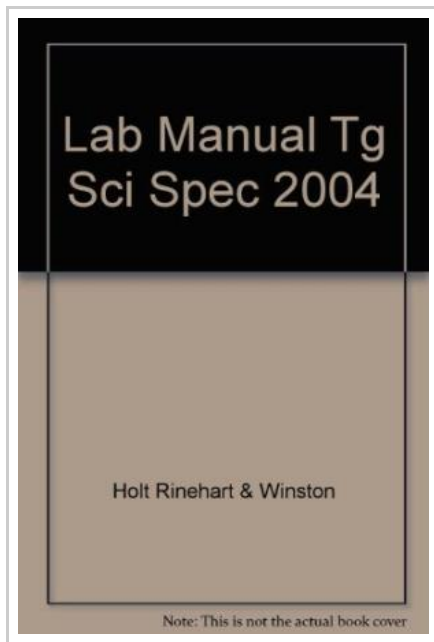 Lab Manual Tg
Sci Spec 2004
Holt Rinehart & Winston
Note: This is not the actual book cover